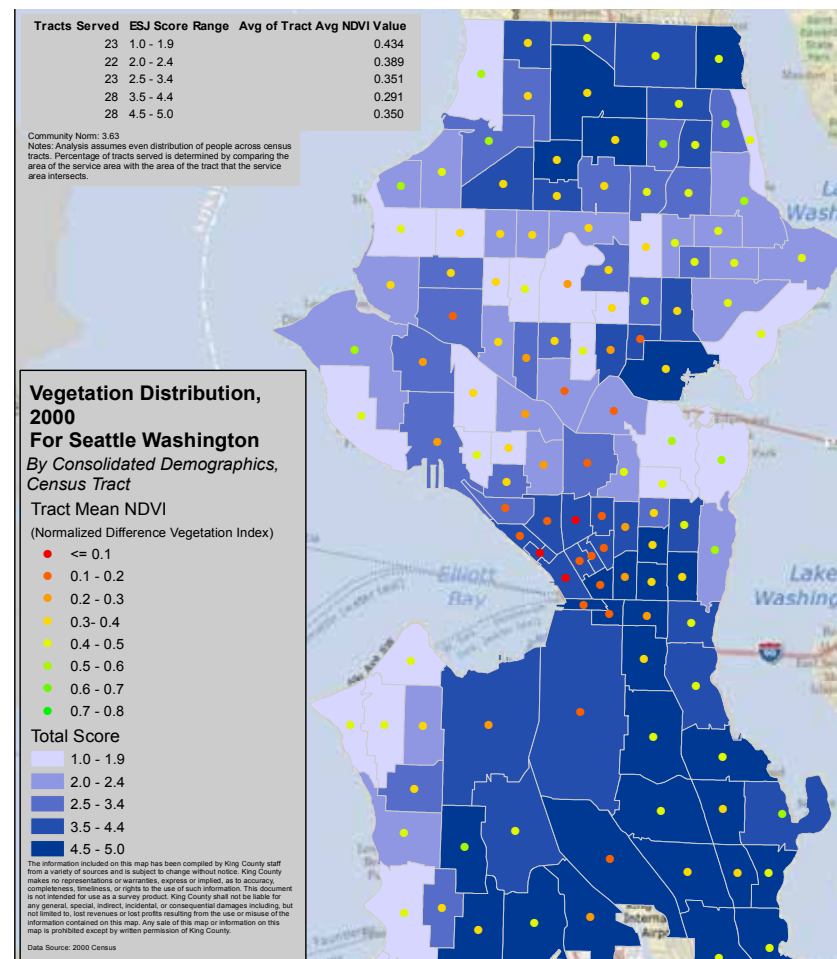 Tracts Served ESJ Score Range Avg of Tract Avg NDVI Value
23 1.0 - 1.9 0.434
22 2.0 - 2.4 0.389
23 2.5 - 3.4 0.351
28 3.5 - 4.4 0.291
28 4.5 - 5.0 0.350
Community Norm: 3.63
Notes: Analysis assumes even distribution of people across census
tracts. Percentage of tracts served is determined by comparing the
area of the service area with the area of the tract that the service
area intersects.
Vegetation Distribution,
2000
For Seattle Washington
By Consolidated Demographics,
Census Tract
Tract Mean NDVI
(Normalized Difference Vegetation Index)
<= 0.1
0.1 - 0.2
0.2 - 0.3
0.3- 0.4
0.4 - 0.5
0.5 - 0.6
0.6 - 0.7
0.7 - 0.8
Total Score
1.0 - 1.9
2.0 - 2.4
2.5 - 3.4
3.5 - 4.4
4.5 - 5.0
The information included on this map has been compiled by King County staff
from a variety of sources and is subject to change without notice. King County
makes no representations or warranties, express or implied, as to accuracy,
completeness, timeliness, or rights to the use of such information. This document
is not intended for use as a survey product. King County shall not be liable for
any general, special, indirect, incidental, or consequential damages including, but
not limited to, lost revenues or lost profits resulting from the use or misuse of the
information contained on this map. Any sale of this map or information on this
map is prohibited except by written permission of King County.
Data Source: 2000 Census
Elliott
Bay
Lake
Washing
Wash
90
Ave SW
Interna
Airpo